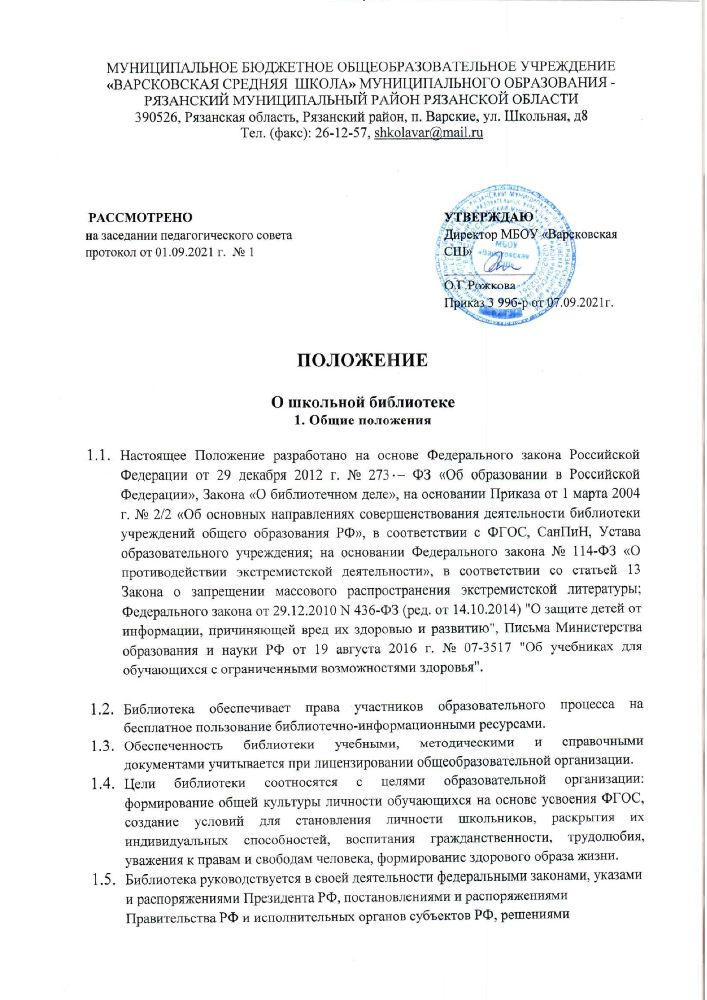 МУНИЦИПАЛЬНОЕ БЮДЖЕТНОЕ ОБЩЕОБРАЗОВАТЕЛЬНОЕ УЧРЕЖДЕНИЕ
«ВАРСКОВСКАЯ СРЕДНЯЯ ШКОЛА» МУНИЦИПАЛЬНОГО ОБРАЗОВАНИЯ -
РЯЗАНСКИЙ МУНИЦИПАЛЬНЫЙ РАЙОН РЯЗАНСКОЙ ОБЛАСТИ
390526, Рязанская область, Рязанский район, п. Варские, ул. Школьная, д8
Тел. (факс): 26-12-57, shkolavar@mail.ru
РАССМОТРЕНО
на заседании педагогического совета
протокол от 01.09.2021 г. № 1
УТВЕРЖДАЮ
Директор МБОУ «Варсковская
СШ»
О.Г.Рожкова
Приказ З 99б-р от 07.09.2021г.
МБОУ
«Варсковская
СШ»
ПОЛОЖЕНИЕ
О школьной библиотеке
1. Общие положения
1.1. Настоящее Положение разработано на основе Федерального закона Российской
Федерации от 29 декабря 2012 г. № 273 - – ФЗ «Об образовании в Российской
Федерации», Закона «О библиотечном деле», на основании Приказа от 1 марта 2004
г. № 2/2 «Об основных направлениях совершенствования деятельности библиотеки
учреждений общего образования РФ», в соответствии с ФГОС, СанПиН, Устава
образовательного учреждения; на основании Федерального закона № 114-ФЗ «О
противодействии экстремистской деятельности», в соответствии со статьей 13
Закона о запрещении массового распространения экстремистской литературы;
Федерального закона от 29.12.2010 N 436-ФЗ (ред. от 14.10.2014) "О защите детей от
информации, причиняющей вред их здоровью и развитию", Письма Министерства
образования и науки РФ от 19 августа 2016 г. № 07-3517 "Об учебниках для
обучающихся с ограниченными возможностями здоровья".
1.2. Библиотека обеспечивает права участников образовательного процесса на
бесплатное пользование библиотечно-информационными ресурсами.
1.3. Обеспеченность библиотеки учебными, методическими и справочными
документами учитывается при лицензировании общеобразовательной организации.
1.4. Цели библиотеки соотносятся с целями образовательной организации:
формирование общей культуры личности обучающихся на основе усвоения ФГОС,
создание условий для становления личности школьников, раскрытия их
индивидуальных способностей, воспитания гражданственности, трудолюбия,
уважения к правам и свободам человека, формирование здорового образа жизни.
1.5. Библиотека руководствуется в своей деятельности федеральными законами, указами
и распоряжениями Президента РФ, постановлениями и распоряжениями
Правительства РФ и исполнительных органов субъектов РФ, решениями